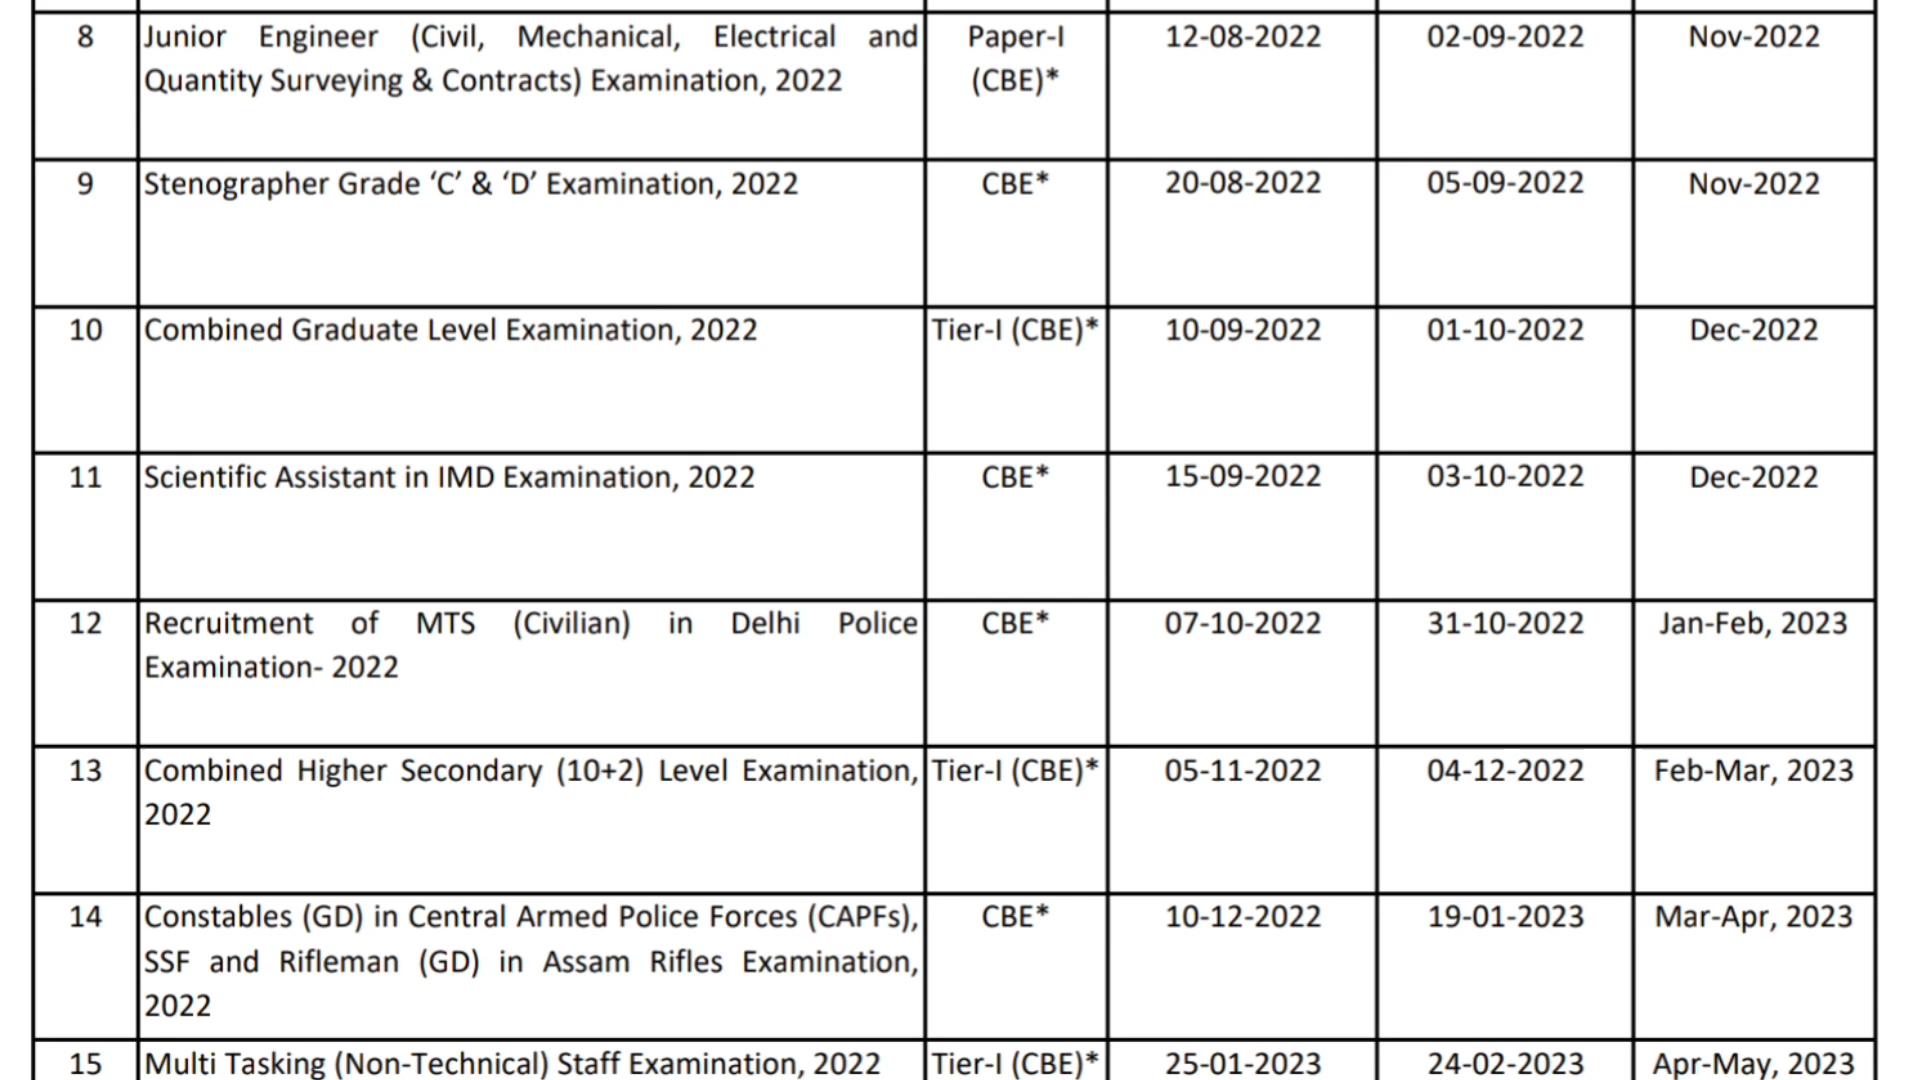 8 Junior Engineer (Civil, Mechanical, Electrical and Paper-I 12-08-2022 02-09-2022 Nov-2022
Quantity Surveying & Contracts) Examination, 2022 (CBE)*
9 Stenographer Grade ‘C’ & ‘D’ Examination, 2022 CBE* 20-08-2022 05-09-2022 Nov-2022
10 Combined Graduate Level Examination, 2022 Tier-I (CBE)* 10-09-2022 01-10-2022 Dec-2022
11 Scientific Assistant in IMD Examination, 2022 CBE* 15-09-2022 03-10-2022 Dec-2022
12 Recruitment of MTS (Civilian) in Delhi Police CBE* 07-10-2022 31-10-2022 Jan-Feb, 2023
Examination- 2022
13 Combined Higher Secondary (10+2) Level Examination, Tier-I (CBE)* 05-11-2022 04-12-2022 Feb-Mar, 2023
2022
14 Constables (GD) in Central Armed Police Forces (CAPFs), CBE* 10-12-2022 19-01-2023 Mar-Apr, 2023
SSF and Rifleman (GD) in Assam Rifles Examination,
2022
15 Multi Tasking (Non-Technical) Staff Examination, 2022 Tier-I (CBE)* 25-01-2023 24-02-2023 Apr-May, 2023